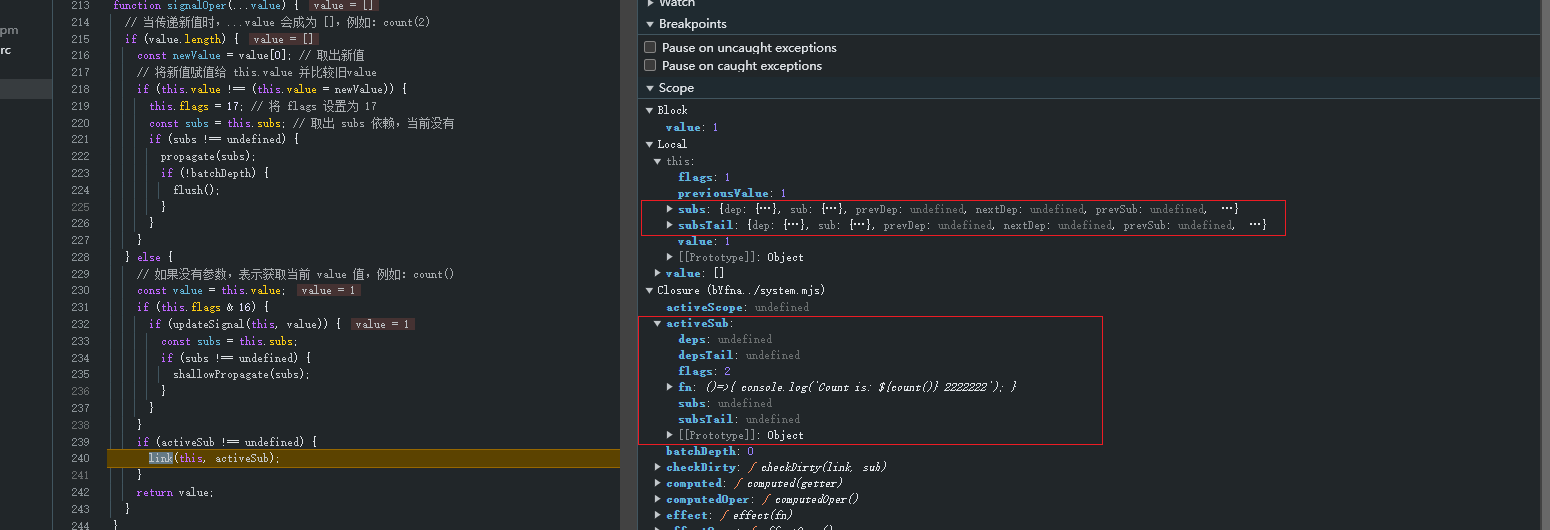 pm
rc
213 function signalOper(...value) { value = []
214 // 当传递新值时, ...value 会成为 [], 例如: count(2)
215 if (value.length) { value = []
216 const newValue = value[0]; // 取出新值
217 // 将新值赋值给 this.value 并比较旧value
218 if (this.value !== (this.value = newValue)) {
219 this.flags = 17; // 将 flags 设置为 17
220 const subs = this.subs; // 取出 subs 依赖, 当前没有
221 if (subs !== undefined) {
222 propagate(subs);
223 if (!batchDepth) {
224 flush();
225 }
226 }
227 }
228 } else {
229 // 如果没有参数, 表示获取当前 value 值, 例如: count()
230 const value = this.value; value = 1
231 if (this.flags & 16) {
232 if (updateSignal(this, value)) { value = 1
233 const subs = this.subs;
234 if (subs !== undefined) {
235 shallowPropagate(subs);
236 }
237 }
238 }
239 if (activeSub !== undefined) {
240 link(this, activeSub);
241 }
242 return value;
243 }
244 }
Watch
Breakpoints
Pause on uncaught exceptions
Pause on caught exceptions
Scope
Block
value: 1
Local
this:
flags: 1
previousValue: 1
subs: {dep: {…}, sub: {…}, prevDep: undefined, nextDep: undefined, prevSub: undefined, …}
subsTail: {dep: {…}, sub: {…}, prevDep: undefined, nextDep: undefined, prevSub: undefined, …}
value: 1
[[Prototype]]: Object
value: []
Closure (bYfna../system.mjs)
activeScope: undefined
activeSub:
deps: undefined
depsTail: undefined
flags: 2
fn: ()=>{ console.log(`Count is: ${count()} 2222222`); }
subs: undefined
subsTail: undefined
[[Prototype]]: Object
batchDepth: 0
checkDirty: ƒ checkDirty(link, sub)
computed: ƒ computed(getter)
computedOper: ƒ computedOper()
effect: ƒ effect(fn)